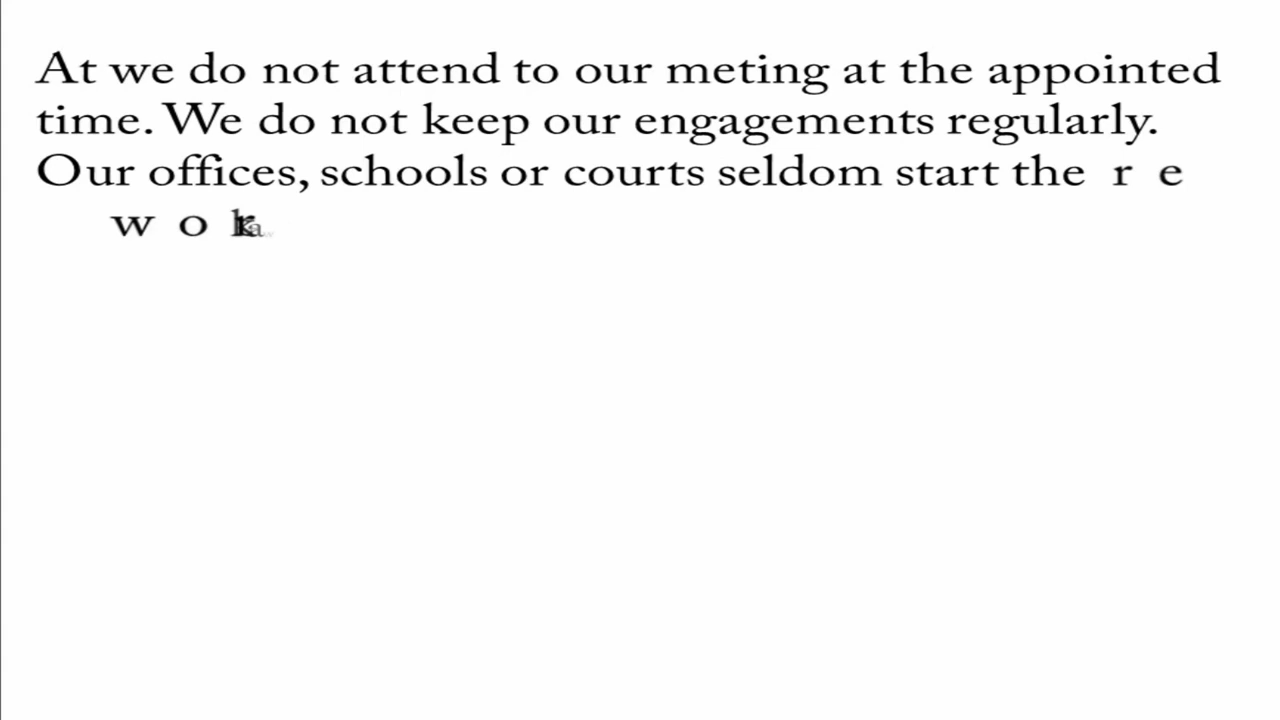 At we do not attend to our meting at the appointed
time. We do not keep our engagements regularly.
Our offices, schools or courts seldom start the r e
w o